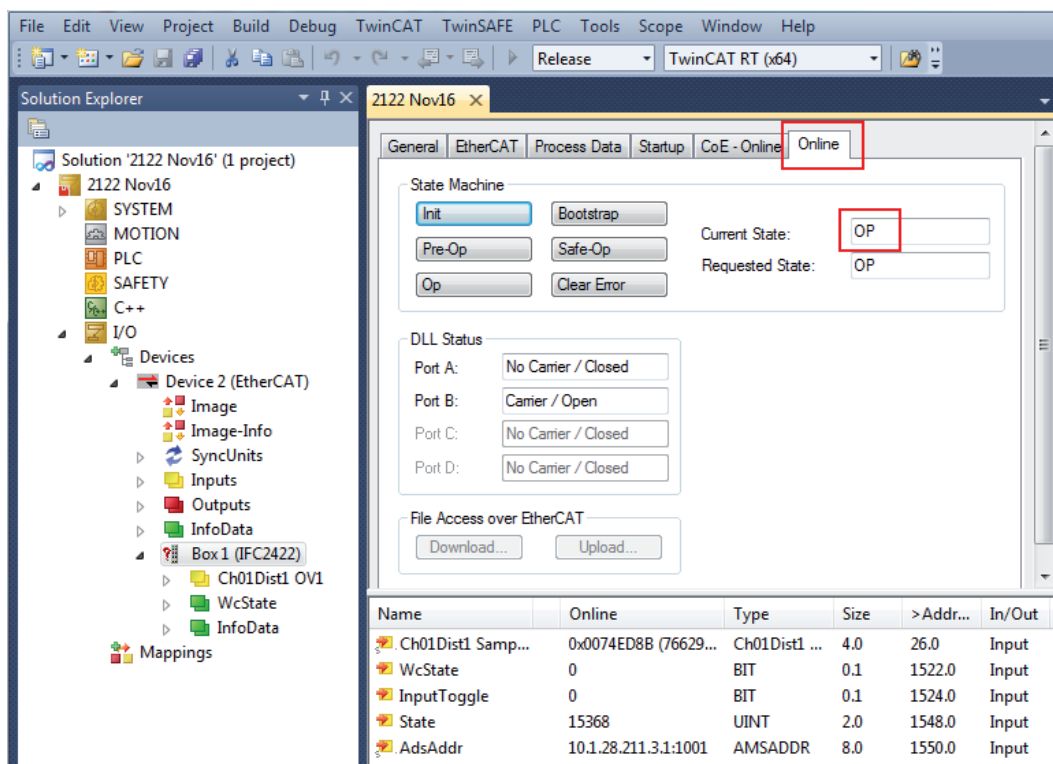 File Edit View Project Build Debug TwinCAT TwinSAFE PLC Tools Scope Window Help
Release TwinCAT RT (x64)
Solution Explorer
Solution '2122 Nov16' (1 project)
2122 Nov16
SYSTEM
MOTION
PLC
SAFETY
C++
I/O
Devices
Device 2 (EtherCAT)
Image
Image-Info
SyncUnits
Inputs
Outputs
InfoData
Box 1 (IFC2422)
Ch01Dist1 OV1
WcState
InfoData
Mappings
2122 Nov16
General EtherCAT Process Data Startup CoE - Online Online
State Machine
Init Bootstrap
Pre-Op Safe-Op
Op Clear Error
Current State: OP
Requested State: OP
DLL Status
Port A: No Carrier / Closed
Port B: Carrier / Open
Port C: No Carrier / Closed
Port D: No Carrier / Closed
File Access over EtherCAT
Download... Upload...
Name Online Type Size >Addr... In/Out
Ch01Dist1 Samp... 0x0074ED8B (76629... Ch01Dist1 ... 4.0 26.0 Input
WcState 0 BIT 0.1 1522.0 Input
InputToggle 0 BIT 0.1 1524.0 Input
State 15368 UINT 2.0 1548.0 Input
AdsAddr 10.1.28.211.3.1:1001 AMSADDR 8.0 1550.0 Input